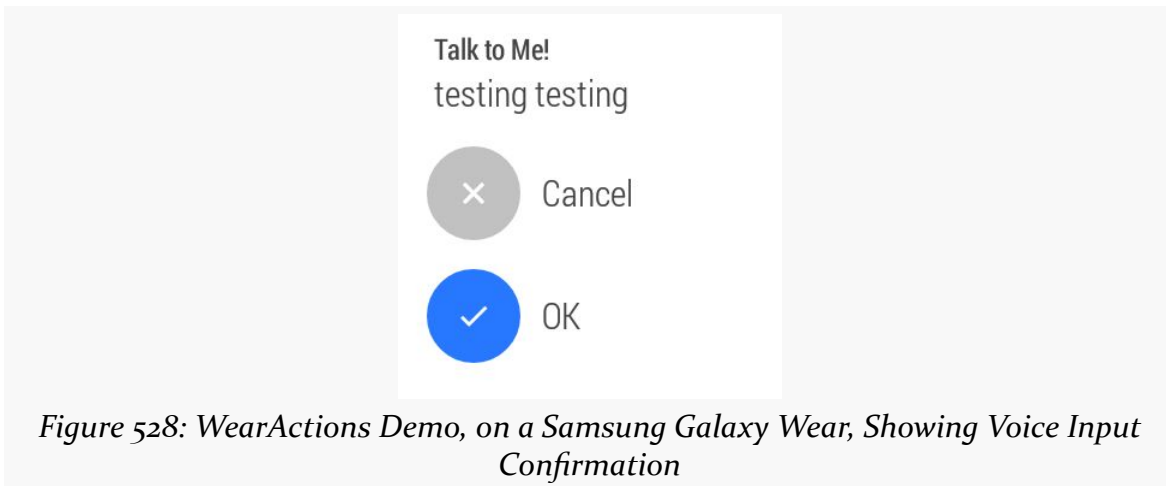 Talk to Me!
testing testing
Cancel
OK
Figure 528: WearActions Demo, on a Samsung Galaxy Wear, Showing Voice Input
Confirmation